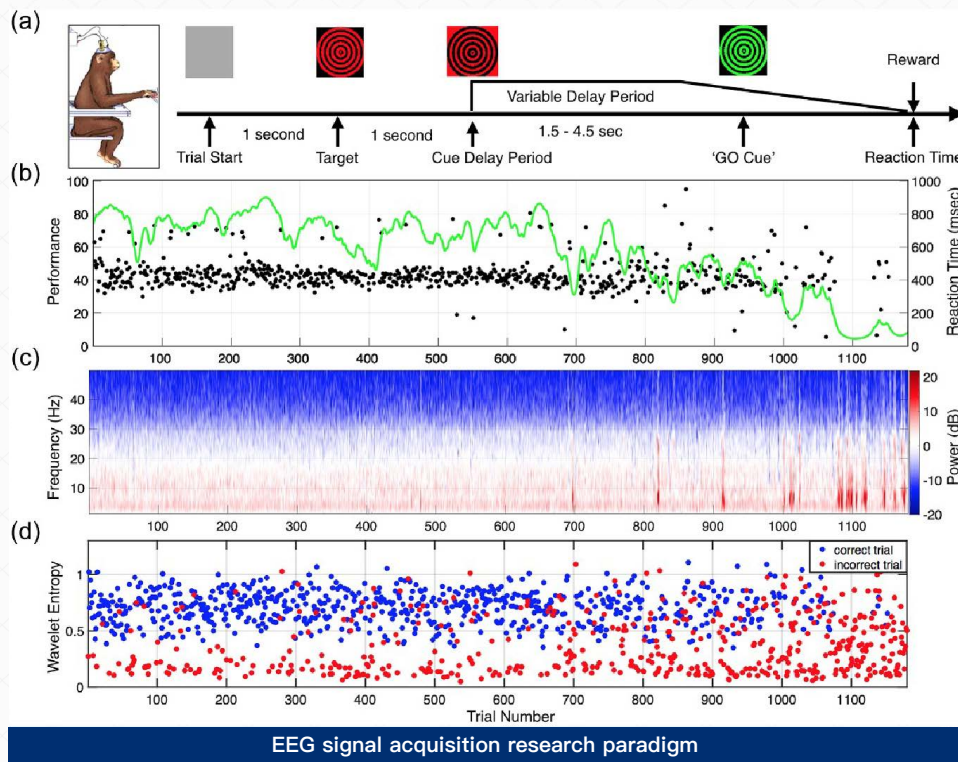 (a)
Reward
Variable Delay Period
1 second
1 second
1.5 - 4.5 sec
Trial Start
Target
Cue Delay Period
'GO Cue'
Reaction Time
(b)
100
80
60
40
20
0
Performance
1000
800
600
400
200
0
Reaction Time (msec)
100 200 300 400 500 600 700 800 900 1000 1100
(c)
40
30
20
10
Frequency (Hz)
20
10
0
-10
-20
Power (dB)
100 200 300 400 500 600 700 800 900 1000 1100
(d)
correct trial
incorrect trial
1
0.5
0
Wavelet Entropy
100 200 300 400 500 600 700 800 900 1000 1100
Trial Number
EEG signal acquisition research paradigm